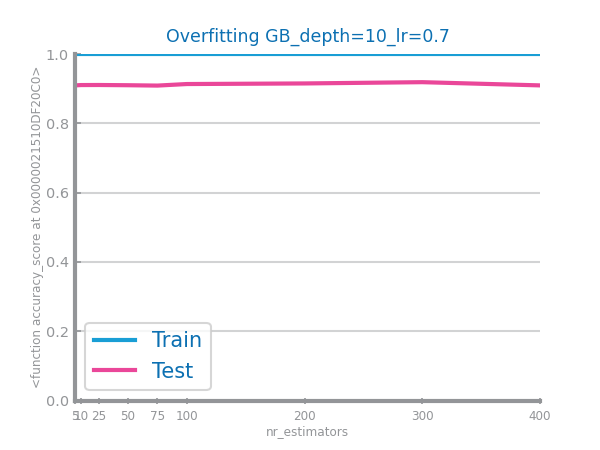 Overfitting GB_depth=10_lr=0.7
<function accuracy_score at 0x0000021510DF20C0>
1.0
0.8
0.6
0.4
0.2
0.0
Train
Test
5 10 25 50 75 100 200 300 400
nr_estimators